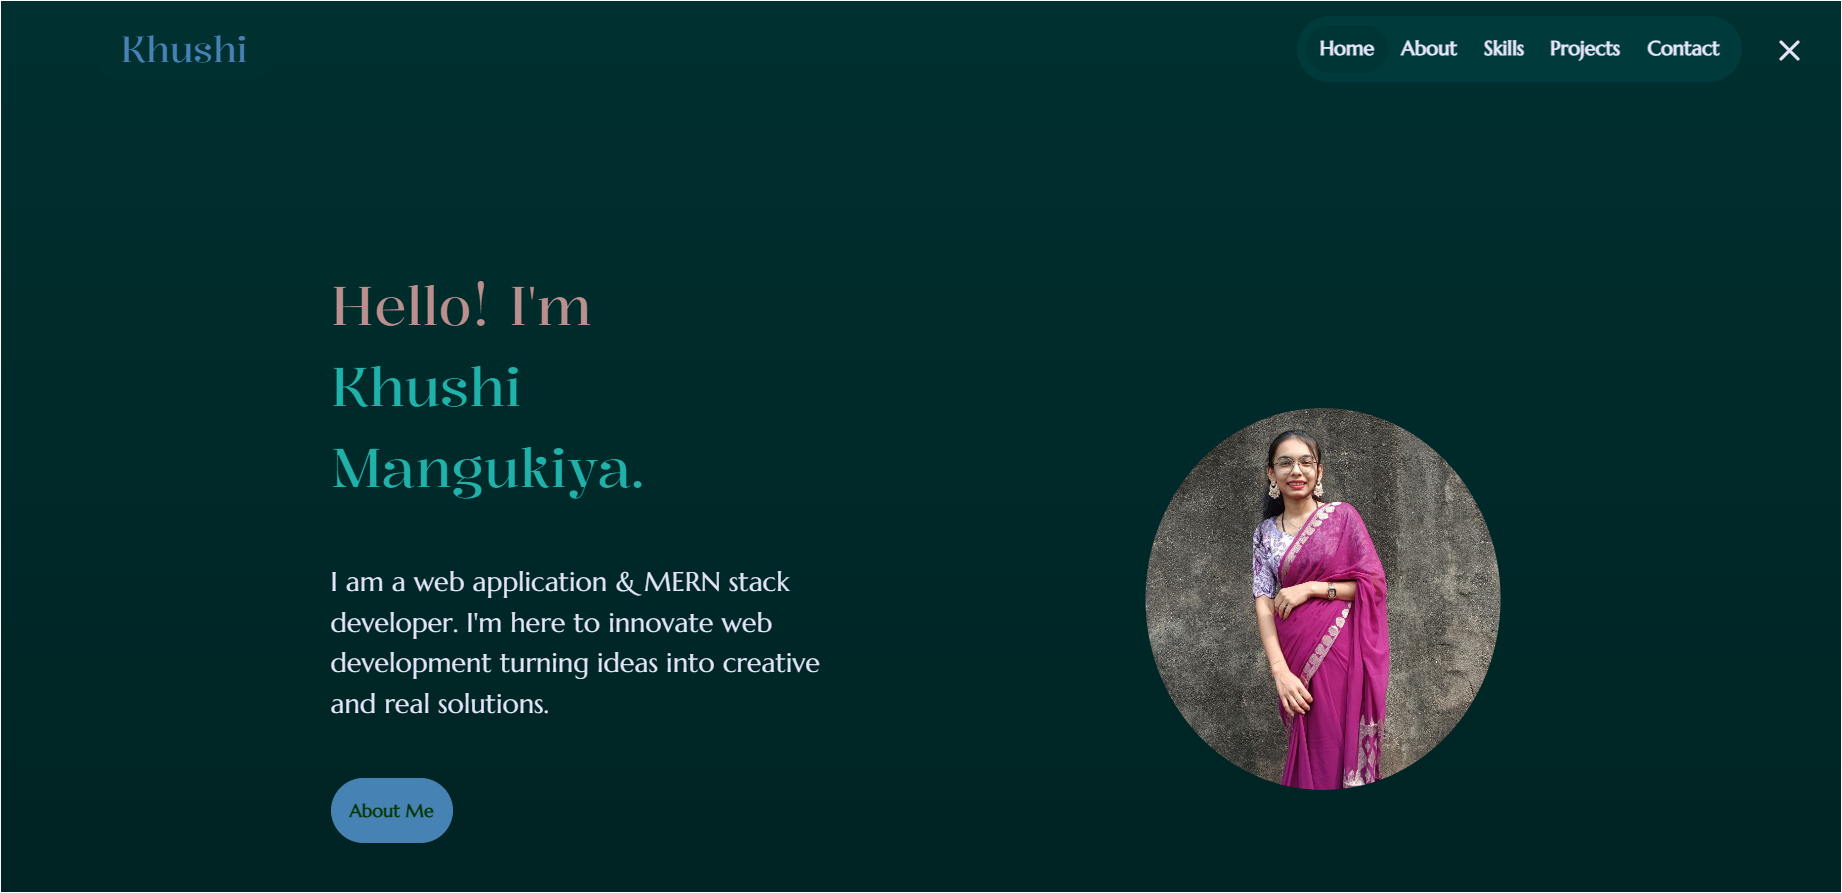 Khushi
Home About Skills Projects Contact
Hello! I'm
Khushi
Mangukiya.
I am a web application & MERN stack
developer. I'm here to innovate web
development turning ideas into creative
and real solutions.
About Me